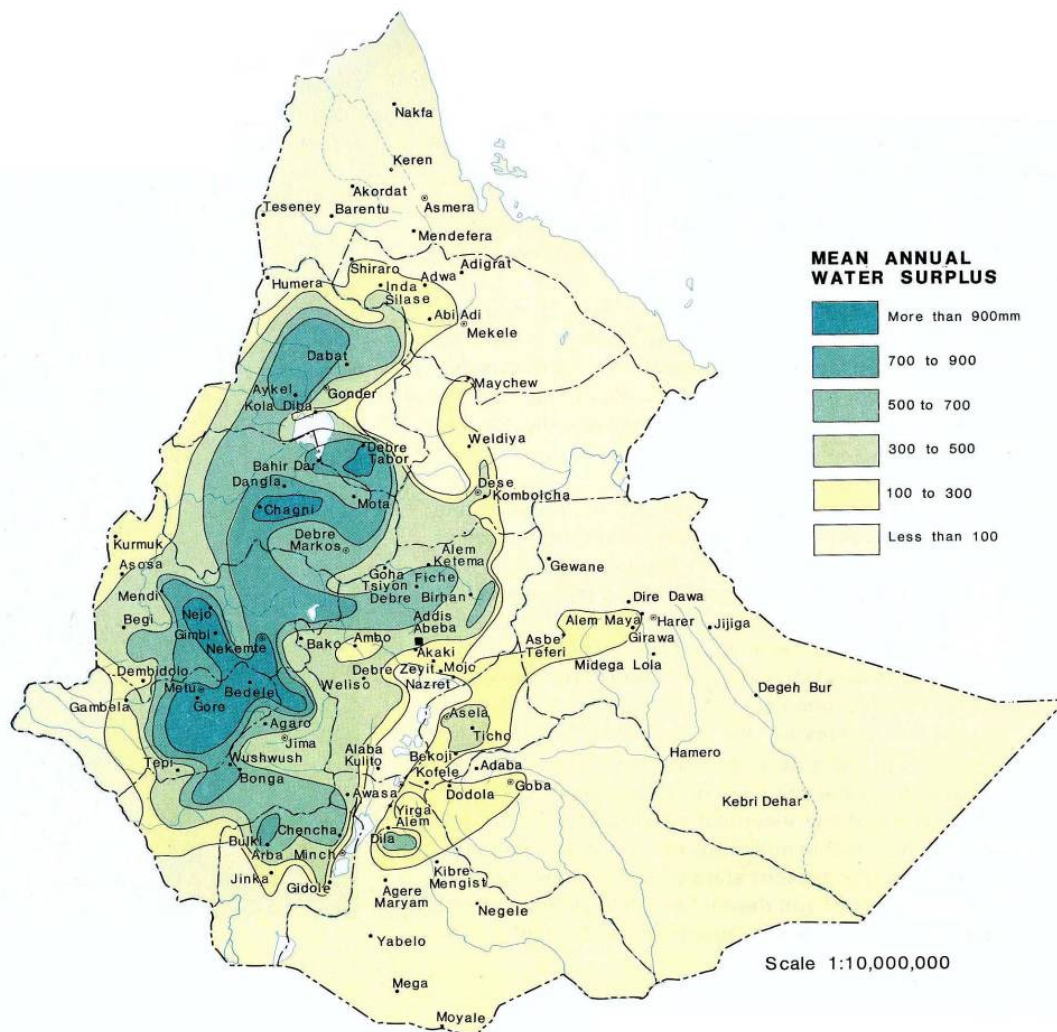 Nakfa
Keren
Akordat
Teseney
Barentu
Asmera
Mendefera
Shiraro
Adigrat
Adwa
Humera
Inda
Silase
Abi Adi
Mekele
Dabat
Maychew
Aykel
Gonder
Kola Diba
Debre
Tabor
Weldiya
Bahir Dar
Dangla
Dese
Kombolcha
Chagni
Mota
Kurmuk
Debre
Markos
Asosa
Alem
Ketema
Goha
Tsiyon
Fiche
Gewane
Mendi
Debre
Birhan
Nejo
Begi
Gimbi
Addis
Abeba
Dire Dawa
Alem Maya
Harer
Jijiga
Girawa
Nekemte
Bako
Ambo
Akaki
Asbe
Teferi
Midega Lola
Dembidolo
Debre
Zeyit
Mojo
Nazret
Metu
Bedele
Weliso
Gambela
Gore
Degeh Bur
Asela
Ticho
Agaro
Jima
Hamero
Wushwush
Alaba
Kulito
Bekoji
Tepi
Bonga
Kofele
Adaba
Awasa
Dodola
Goba
Kebri Dehar
Yirga
Alem
Chencha
Bulki
Dila
Arba Minch
Jinka
Gidole
Kibre
Mengist
Agere
Maryam
Negele
Yabelo
Mega
Moyale
MEAN ANNUAL
WATER SURPLUS
More than 900mm
700 to 900
500 to 700
300 to 500
100 to 300
Less than 100
Scale 1:10,000,000